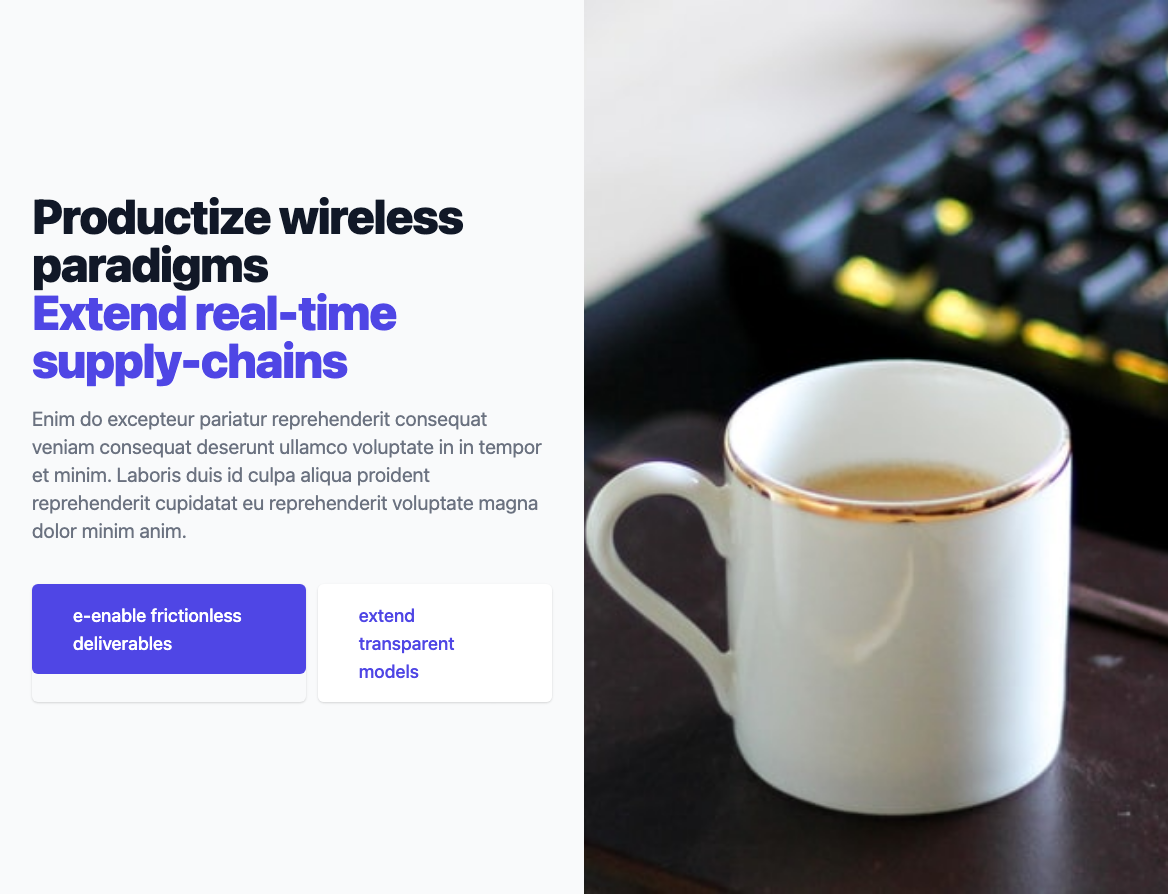 Productize wireless
paradigms
Extend real-time
supply-chains
Enim do excepteur pariatur reprehenderit consequat
veniam consequat deserunt ullamco voluptate in in tempor
et minim. Laboris duis id culpa aliqua proident
reprehenderit cupidatat eu reprehenderit voluptate magna
dolor minim anim.
e-enable frictionless
deliverables
extend
transparent
models